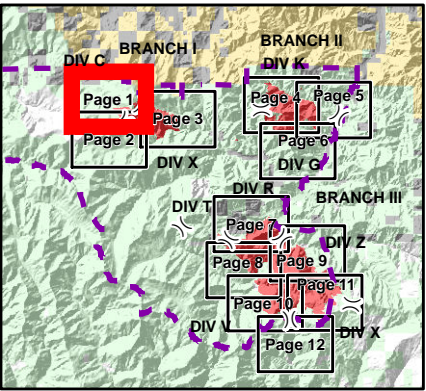 BRANCH I
BRANCH II
DIV C
DIV K
Page 1
Page 4
Page 5
Page 3
Page 2
Page 6
DIV X
DIV G
DIV R
BRANCH III
DIV T
Page 7
DIV Z
Page 8
Page 9
Page 11
Page 10
DIV V
DIV X
Page 12